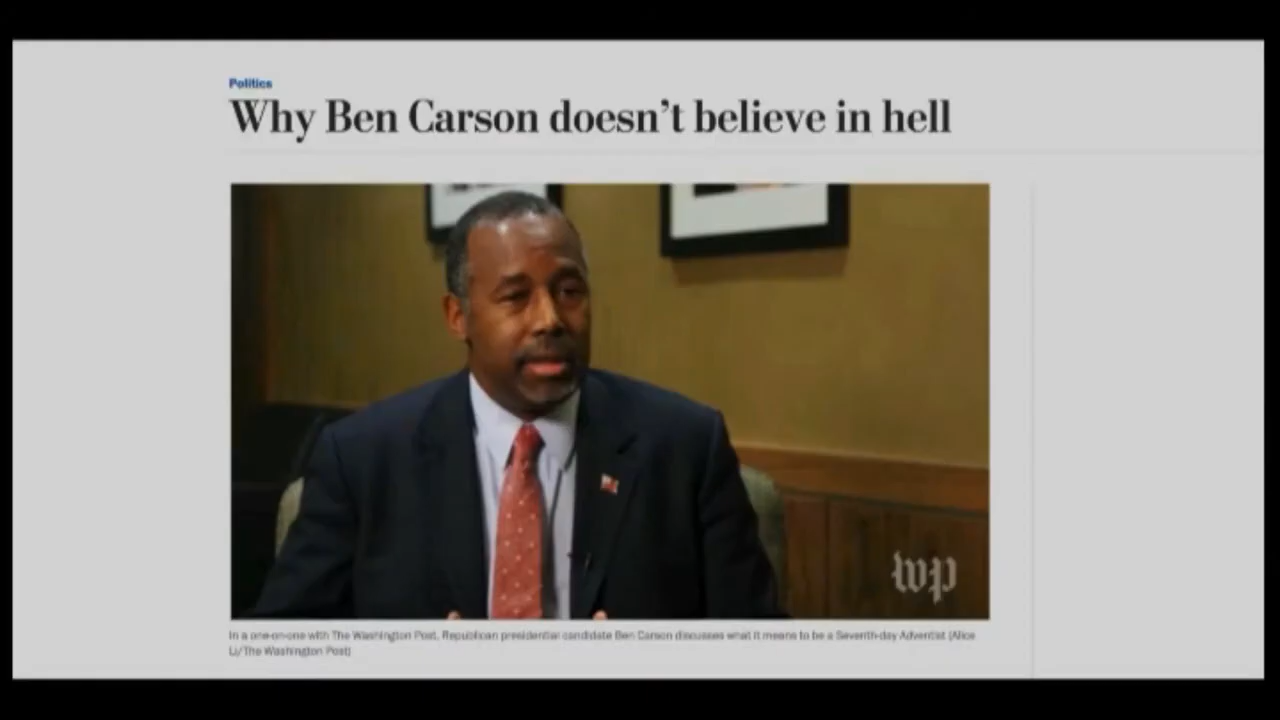 Politics
Why Ben Carson doesn't believe in hell
wp
In a one-on-one with The Washington Post, Republican presidential candidate Ben Carson discusses what it means to be a Seventh-day Adventist (Alice
Li/The Washington Post)